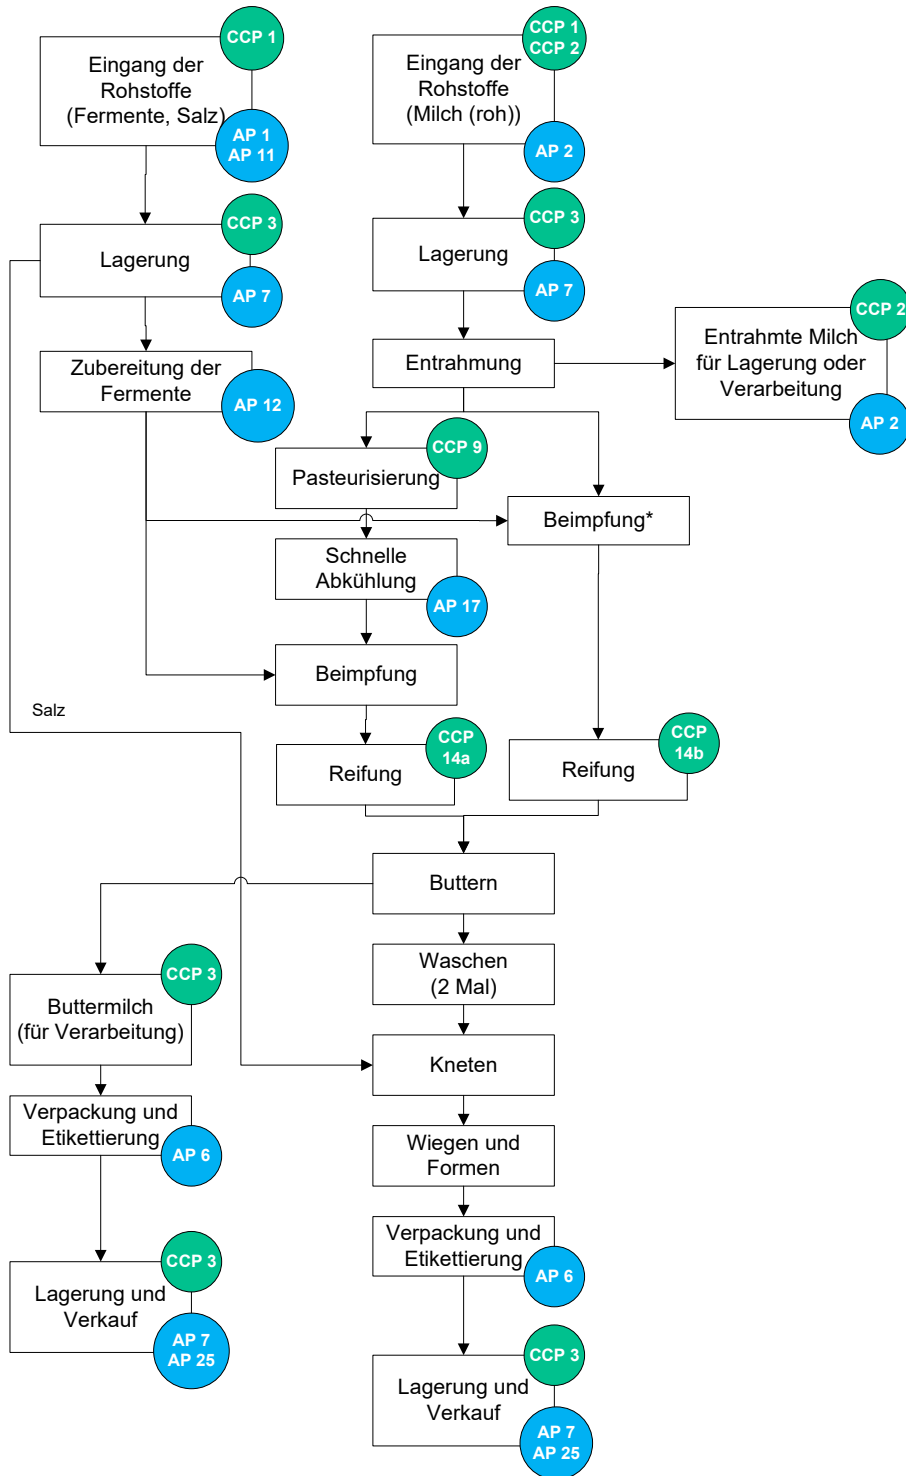 CCP 1
Eingang der
Rohstoffe
(Fermente, Salz)
AP 1
AP 11
CCP 1
CCP 2
Eingang der
Rohstoffe
(Milch (roh))
AP 2
CCP 3
Lagerung
AP 7
CCP 3
Lagerung
AP 7
Zubereitung der
Fermente
AP 12
Entrahmung
CCP 2
Entrahmte Milch
für Lagerung oder
Verarbeitung
AP 2
CCP 9
Pasteurisierung
Beimpfung*
Schnelle
Abkühlung
AP 17
Beimpfung
Salz
CCP
14a
Reifung
CCP
14b
Reifung
Buttern
Waschen
(2 Mal)
CCP 3
Buttermilch
(für Verarbeitung)
Kneten
Verpackung und
Etikettierung
AP 6
Wiegen und
Formen
Verpackung und
Etikettierung
AP 6
CCP 3
Lagerung und
Verkauf
AP 7
AP 25
CCP 3
Lagerung und
Verkauf
AP 7
AP 25